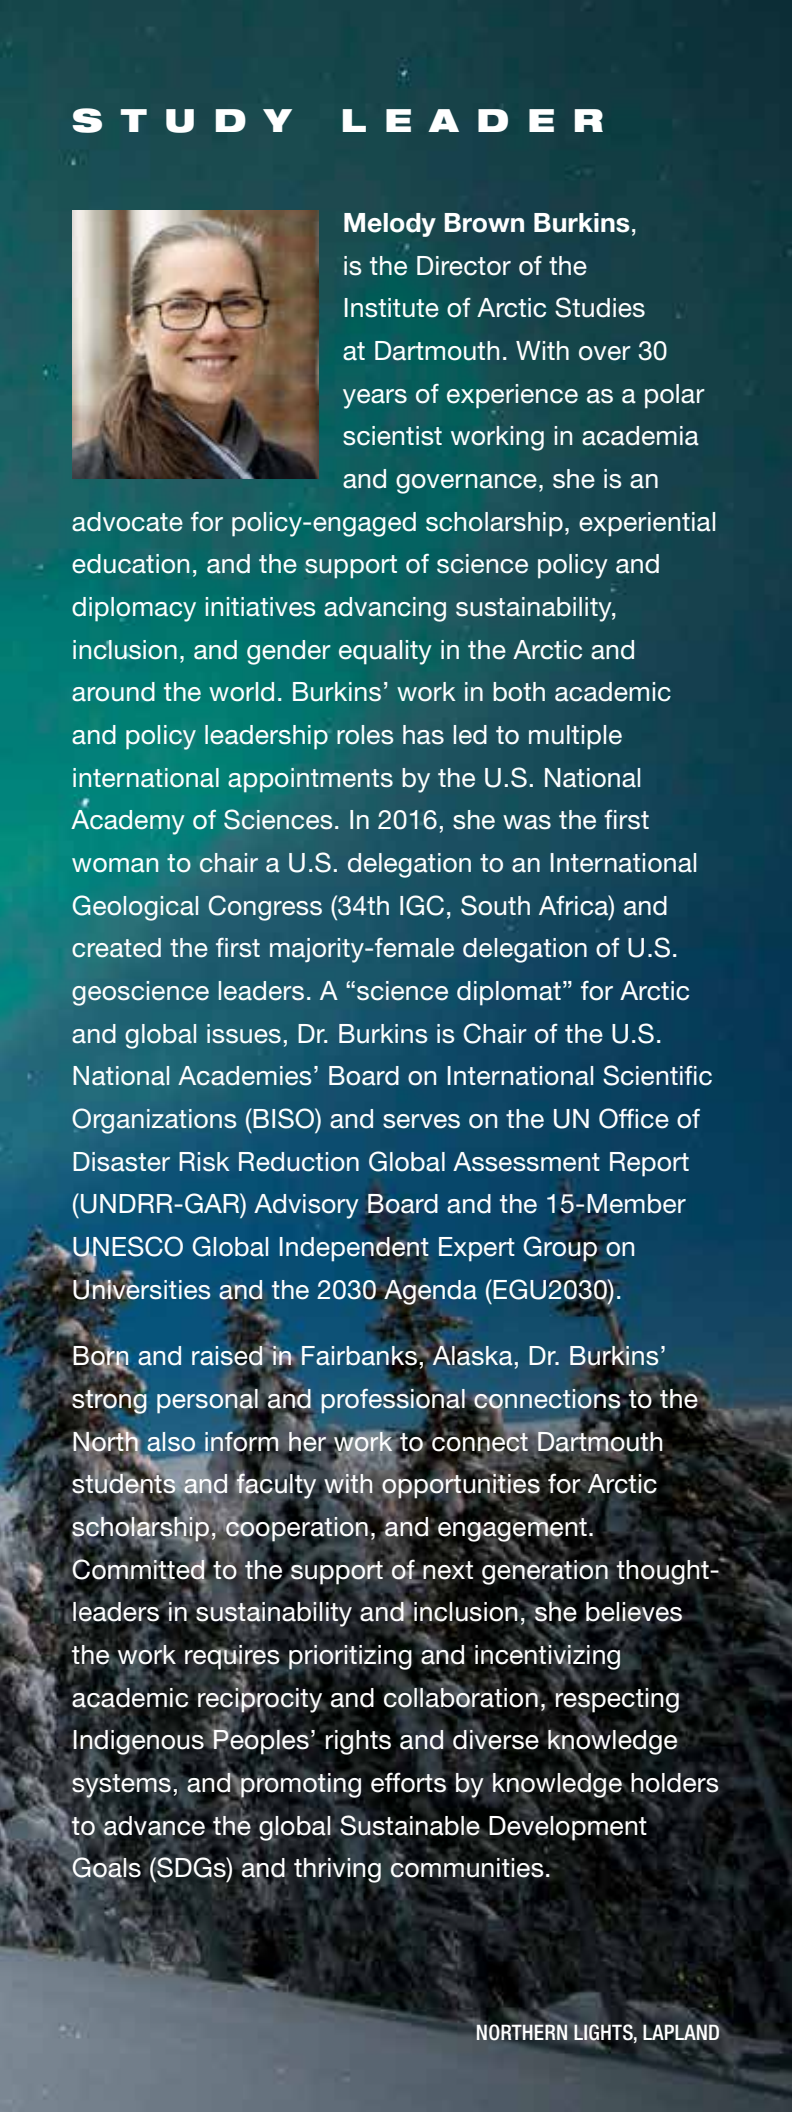 STUDY LEADER
Melody Brown Burkins,
is the Director of the
Institute of Arctic Studies
at Dartmouth. With over 30
years of experience as a polar
scientist working in academia
and governance, she is an
advocate for policy-engaged scholarship, experiential
education, and the support of science policy and
diplomacy initiatives advancing sustainability,
inclusion, and gender equality in the Arctic and
around the world. Burkins’ work in both academic
and policy leadership roles has led to multiple
international appointments by the U.S. National
Academy of Sciences. In 2016, she was the first
woman to chair a U.S. delegation to an International
Geological Congress (34th IGC, South Africa) and
created the first majority-female delegation of U.S.
geoscience leaders. A “science diplomat” for Arctic
and global issues, Dr. Burkins is Chair of the U.S.
National Academies’ Board on International Scientific
Organizations (BISO) and serves on the UN Office of
Disaster Risk Reduction Global Assessment Report
(UNDRR-GAR) Advisory Board and the 15-Member
UNESCO Global Independent Expert Group on
Universities and the 2030 Agenda (EGU2030).
Born and raised in Fairbanks, Alaska, Dr. Burkins’
strong personal and professional connections to the
North also inform her work to connect Dartmouth
students and faculty with opportunities for Arctic
scholarship, cooperation, and engagement.
Committed to the support of next generation thought-
leaders in sustainability and inclusion, she believes
the work requires prioritizing and incentivizing
academic reciprocity and collaboration, respecting
Indigenous Peoples’ rights and diverse knowledge
systems, and promoting efforts by knowledge holders
to advance the global Sustainable Development
Goals (SDGs) and thriving communities.
NORTHERN LIGHTS, LAPLAND